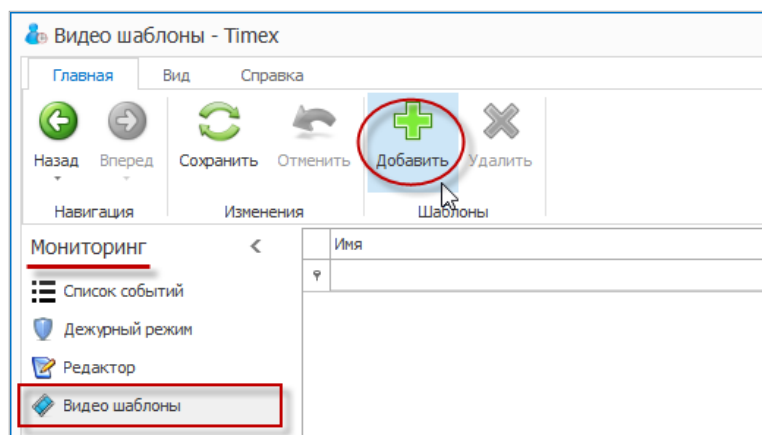 Видео шаблоны - Timex
Главная Вид Справка
Назад Вперед Сохранить Отменить Добавить Удалить
Навигация Изменения Шаблоны
Мониторинг
Имя
Список событий
Дежурный режим
Редактор
Видео шаблоны